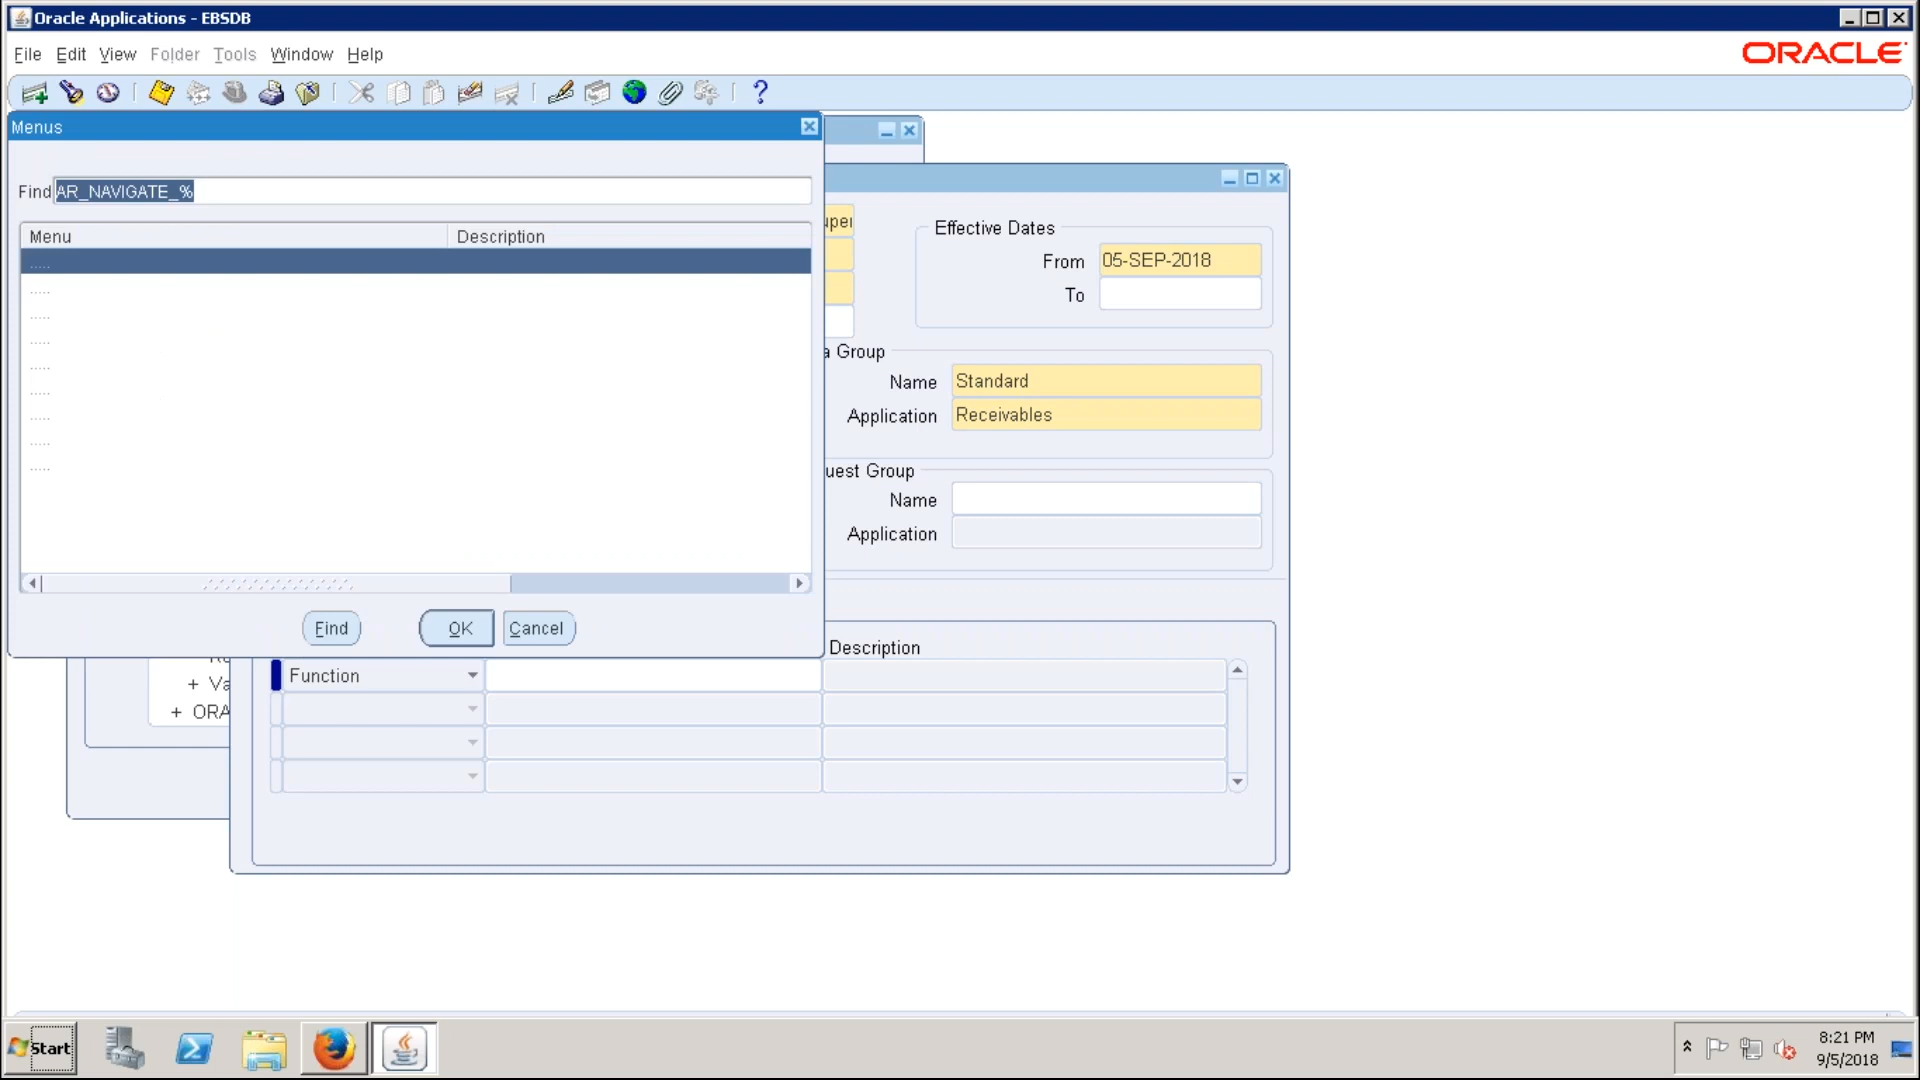 Oracle Applications - EBSDB
File Edit View Folder Tools Window Help
ORACLE
Menus
Find AR_NAVIGATE_%
Menu Description
.....
.....
.....
.....
.....
.....
.....
.....
.....
Find OK Cancel
Effective Dates
From 05-SEP-2018
To
a Group
Name Standard
Application Receivables
uest Group
Name
Application
Description
Function
+ Va
+ ORA
Start
8:21 PM
9/5/2018